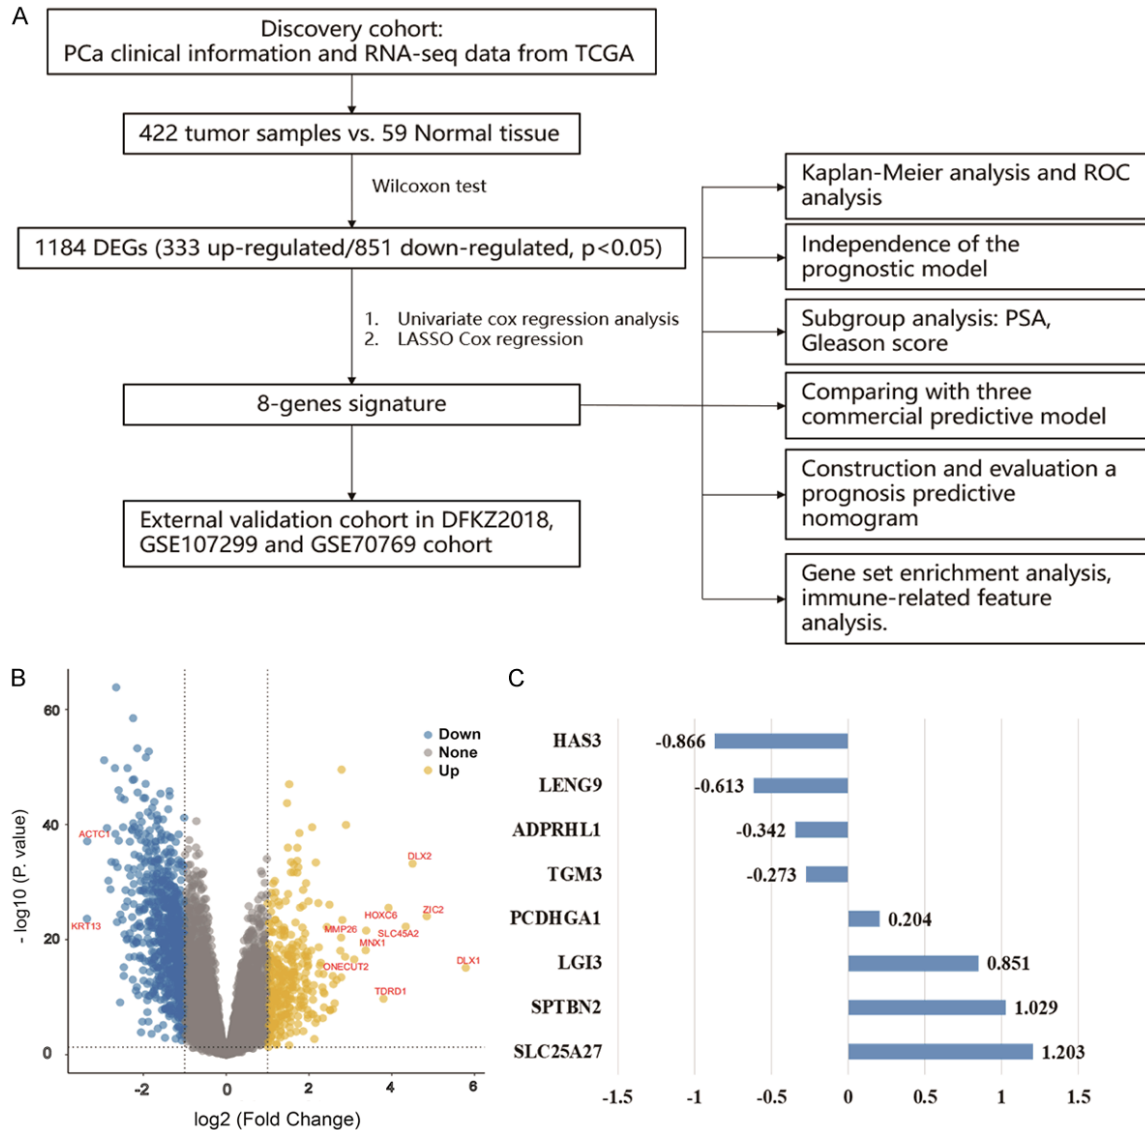 A
Discovery cohort:
PCa clinical information and RNA-seq data from TCGA
422 tumor samples vs. 59 Normal tissue
Wilcoxon test
1184 DEGs (333 up-regulated/851 down-regulated, p<0.05)
1. Univariate cox regression analysis
2. LASSO Cox regression
8-genes signature
External validation cohort in DFKZ2018,
GSE107299 and GSE70769 cohort
Kaplan-Meier analysis and ROC
analysis
Independence of the
prognostic model
Subgroup analysis: PSA,
Gleason score
Comparing with three
commercial predictive model
Construction and evaluation a
prognosis predictive
nomogram
Gene set enrichment analysis,
immune-related feature
analysis.
B
- log10 (P. value)
60
40
20
0
Down
None
Up
ACTC1
KRT13
DLX2
HOXC6
ZIC2
MMP26
SLC45A2
MNX1
ONECUT2
DLX1
TDRD1
-2
0
2
4
6
log2 (Fold Change)
C
HAS3 -0.866
LENG9 -0.613
ADPRHL1 -0.342
TGM3 -0.273
PCDHGA1 0.204
LGI3 0.851
SPTBN2 1.029
SLC25A27 1.203
-1.5 -1 -0.5 0 0.5 1 1.5